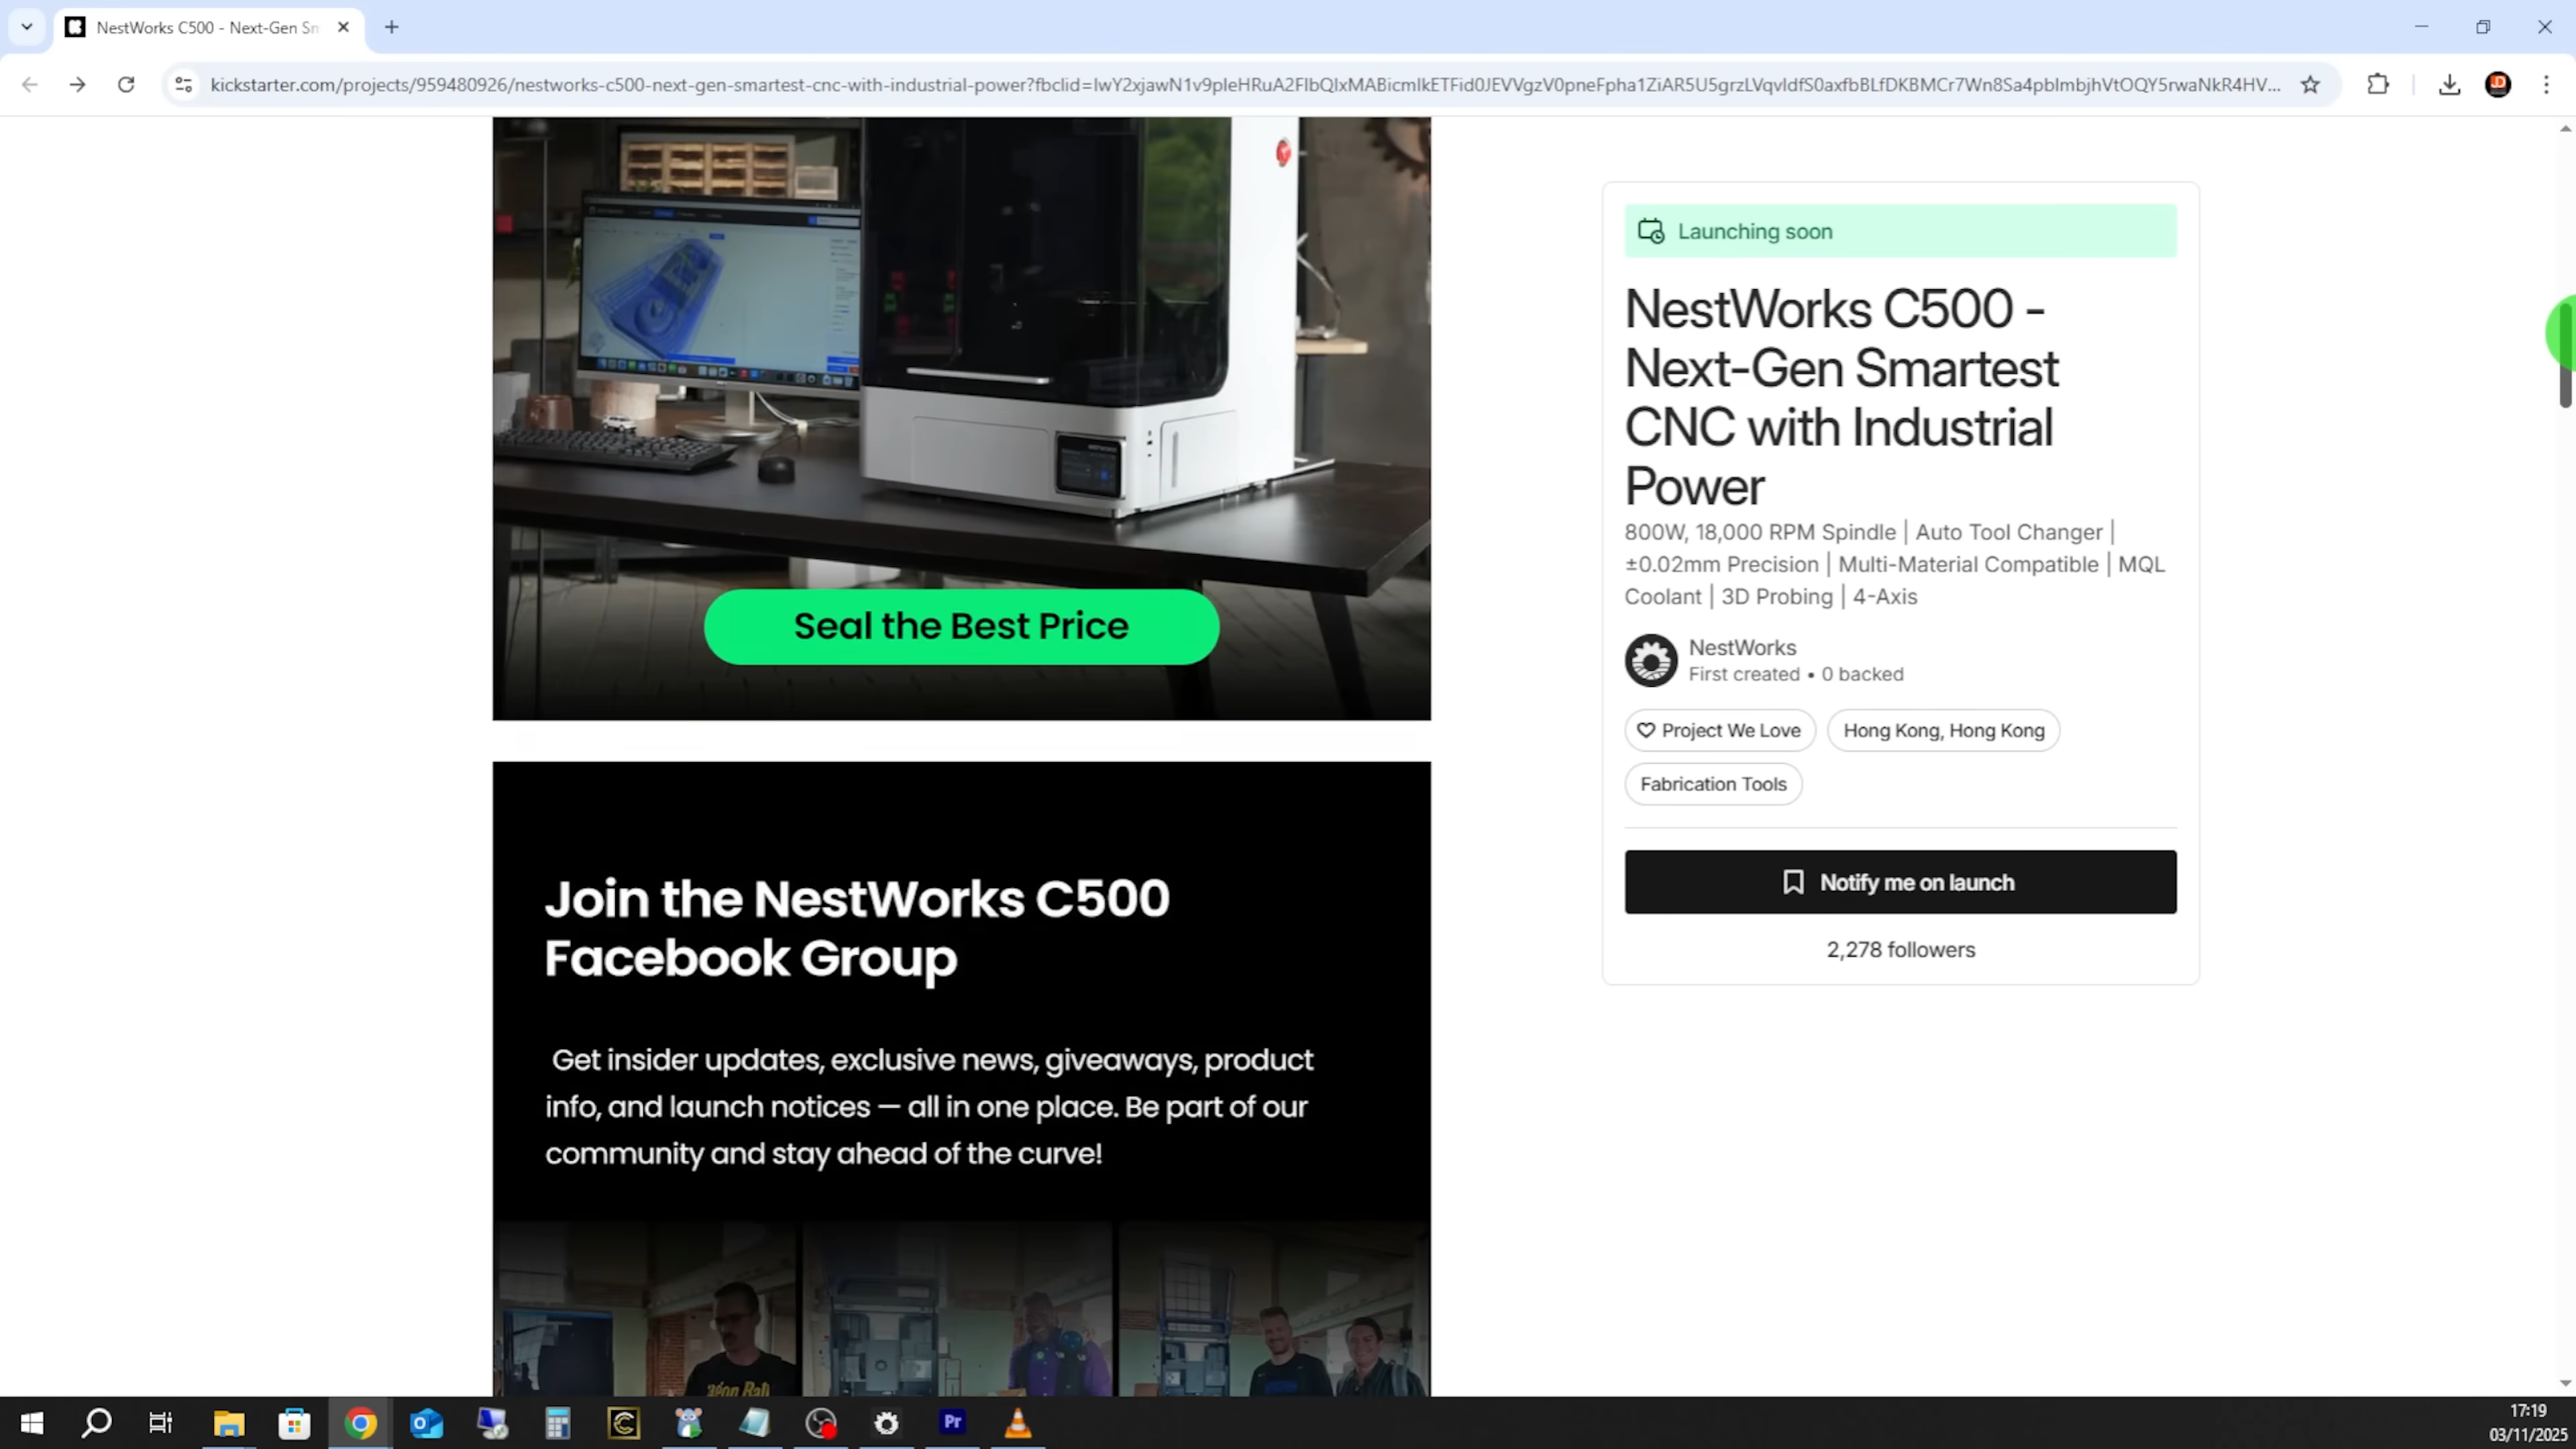 NestWorks C500 - Next-Gen Sm
kickstarter.com/projects/959480926/nestworks-c500-next-gen-smartest-cnc-with-industrial-power?fbclid=
Launching soon
NestWorks C500 -
Next-Gen Smartest
CNC with Industrial
Power
800W, 18,000 RPM Spindle | Auto Tool Changer |
±0.02mm Precision | Multi-Material Compatible | MQL
Coolant | 3D Probing | 4-Axis
NestWorks
First created • 0 backed
Project We Love
Hong Kong, Hong Kong
Fabrication Tools
Notify me on launch
2,278 followers
Seal the Best Price
Join the NestWorks C500
Facebook Group
Get insider updates, exclusive news, giveaways, product
info, and launch notices — all in one place. Be part of our
community and stay ahead of the curve!
Pr
17:19
03/11/2025